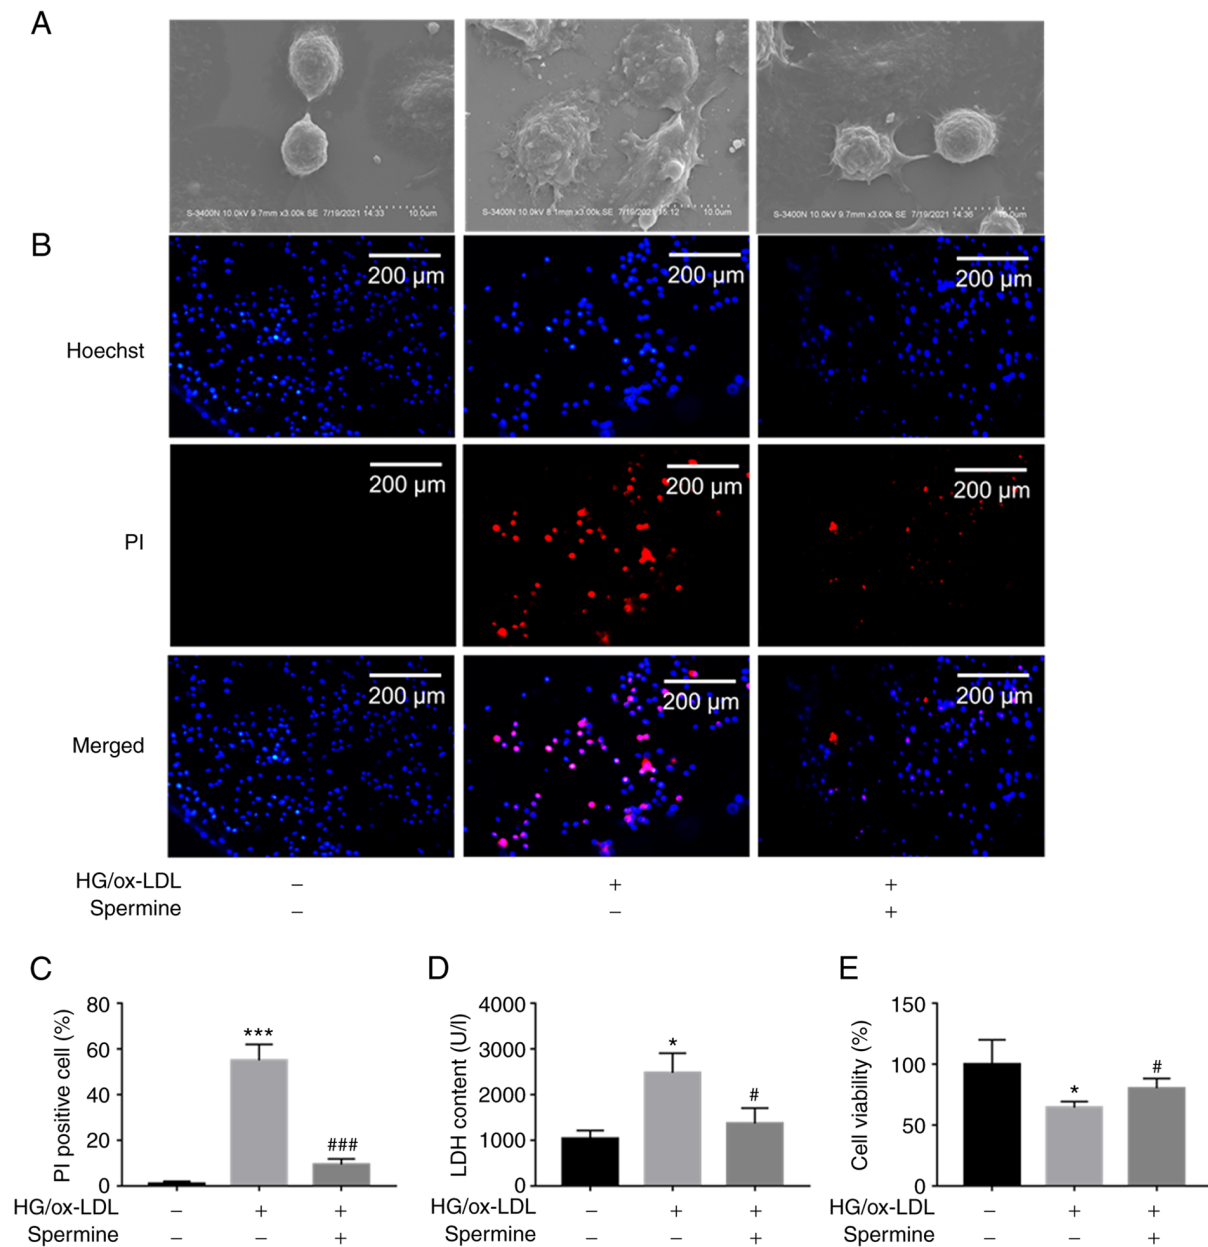 A
S-3400N 10.0kV 9.7mm x3.00k SE 7/19/2021 14:33 10.0um
S-3400N 10.0kV 8.1mm x3.00k SE 7/19/2021 15:12 10.0um
S-3400N 10.0kV 9.7mm x3.00k SE 7/19/2021 14:36 10.0um
B
200 µm 200 µm 200 µm
Hoechst
200 µm 200 µm 200 µm
PI
200 µm 200 µm 200 µm
Merged
HG/ox-LDL – + +
Spermine – – +
C
PI positive cell (%)
80
60
40
20
0
***
###
HG/ox-LDL – + +
Spermine – – +
D
LDH content (U/l)
4000
3000
2000
1000
0
*
#
HG/ox-LDL – + +
Spermine – – +
E
Cell viability (%)
150
100
50
0
*
#
HG/ox-LDL – + +
Spermine – – +